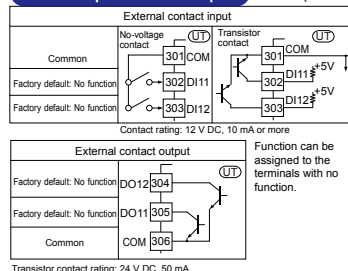 External contact input
No-voltage contact
Transistor contact
UT
UT
Common
301
COM
301
COM
+5V
Factory default: No function
302
DI11
302
DI11
+5V
Factory default: No function
303
DI12
303
DI12
Contact rating: 12 V DC, 10 mA or more
External contact output
UT
Factory default: No function
DO12
304
Factory default: No function
DO11
305
Common
COM
306
Function can be
assigned to the
terminals with no
function.
Transistor contact rating: 24 V DC, 50 mA